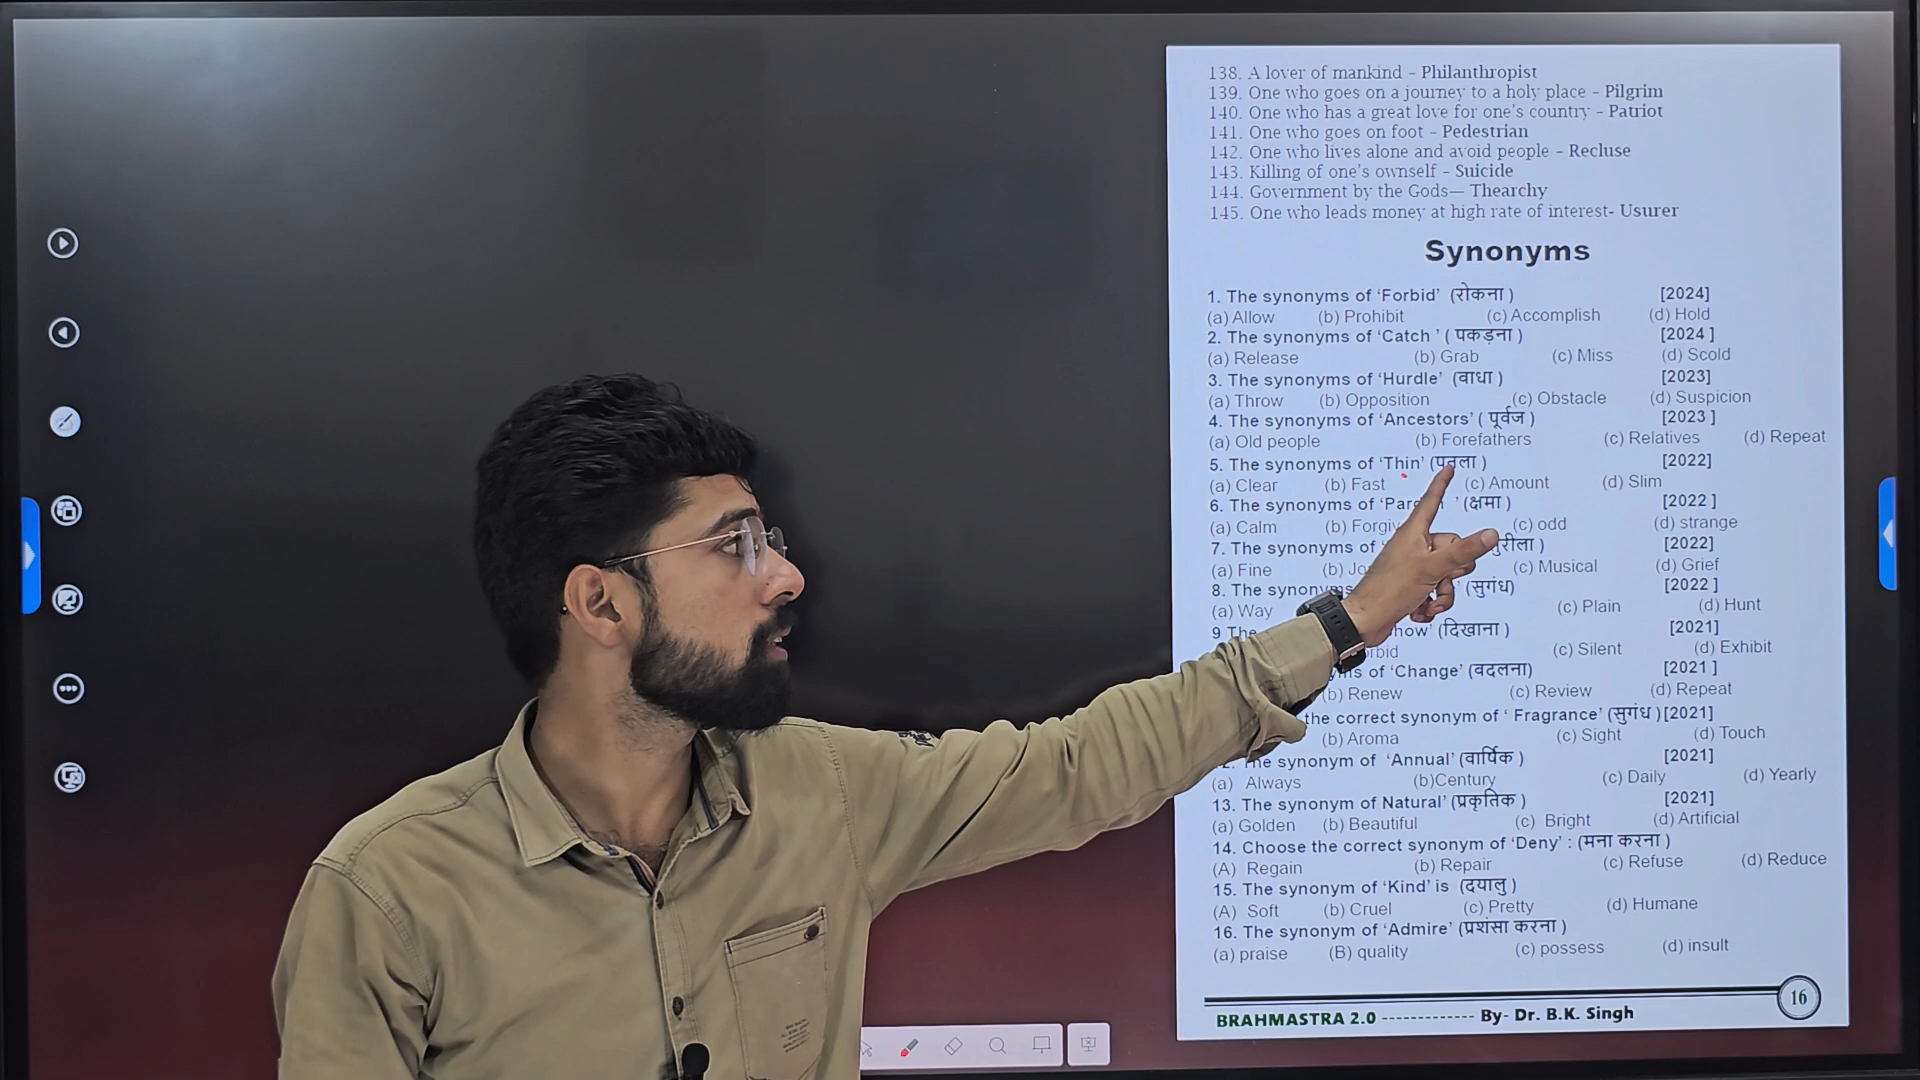 138. A lover of mankind – Philanthropist
139. One who goes on a journey to a holy place – Pilgrim
140. One who has a great love for one's country – Patriot
141. One who goes on foot – Pedestrian
142. One who lives alone and avoid people – Recluse
143. Killing of one's ownself – Suicide
144. Government by the Gods— Thearchy
145. One who leads money at high rate of interest- Usurer
Synonyms
1. The synonyms of 'Forbid' (रोकना ) [2024]
(a) Allow (b) Prohibit (c) Accomplish (d) Hold
2. The synonyms of 'Catch ' ( पकड़ना ) [2024 ]
(a) Release (b) Grab (c) Miss (d) Scold
3. The synonyms of 'Hurdle' (वाधा ) [2023]
(a) Throw (b) Opposition (c) Obstacle (d) Suspicion
4. The synonyms of 'Ancestors' ( पूर्वज ) [2023 ]
(a) Old people (b) Forefathers (c) Relatives (d) Repeat
5. The synonyms of 'Thin' (पतला ) [2022]
(a) Clear (b) Fast (c) Amount (d) Slim
6. The synonyms of ' (क्षमा ) [2022 ]
(a) Calm (b) (c) odd (d) strange
7. The synonyms of ) [2022]
(a) Fine (b) (c) Musical (d) Grief
8. The (सुगंध) [2022 ]
(a) Way (c) Plain (d) Hunt
9 The (दिखाना ) [2021]
(c) Silent (d) Exhibit
of 'Change' (बदलना) [2021 ]
(b) Renew (c) Review (d) Repeat
the correct synonym of ' Fragrance' (सुगंध ) [2021]
(b) Aroma (c) Sight (d) Touch
The synonym of 'Annual' (वार्षिक ) [2021]
(a) Always (b)Century (c) Daily (d) Yearly
13. The synonym of Natural' (प्रकृतिक ) [2021]
(a) Golden (b) Beautiful (c) Bright (d) Artificial
14. Choose the correct synonym of 'Deny' : (मना करना )
(A) Regain (b) Repair (c) Refuse (d) Reduce
15. The synonym of 'Kind' is (दयालु )
(A) Soft (b) Cruel (c) Pretty (d) Humane
16. The synonym of 'Admire' (प्रशंसा करना )
(a) praise (B) quality (c) possess (d) insult
16
BRAHMASTRA 2.0 ------------- By- Dr. B.K. Singh